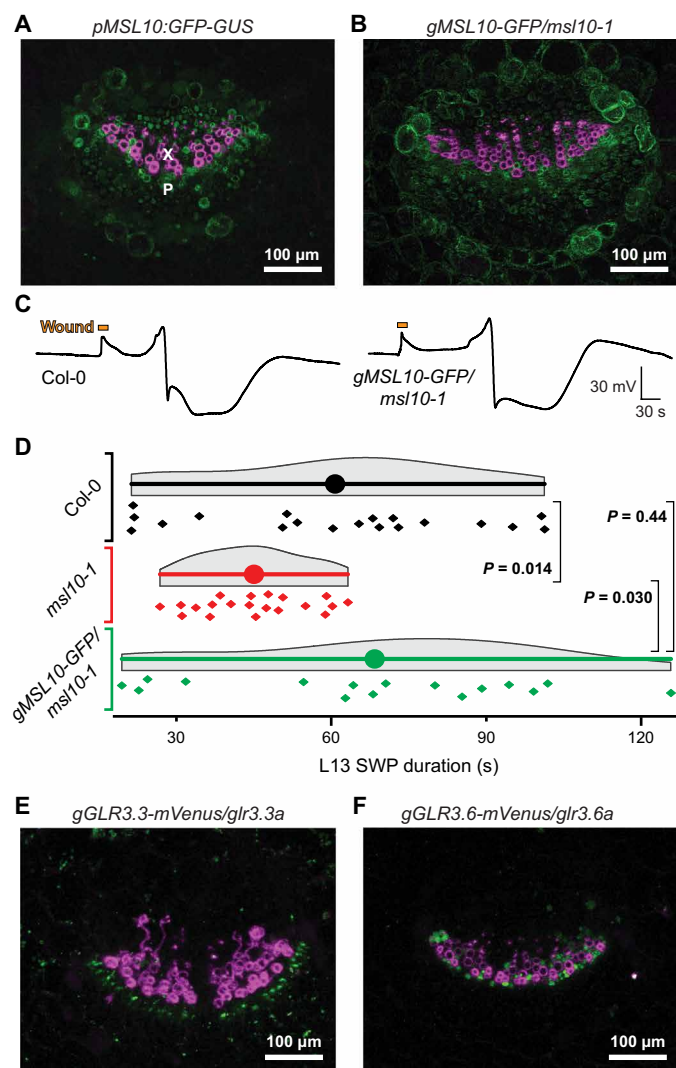 A
pMSL10:GFP-GUS
X
P
100 µm
B
gMSL10-GFP/msl10-1
100 µm
C
Wound
Col-0
gMSL10-GFP/
msl10-1
30 mV
30 s
D
Col-0
msl10-1
gMSL10-GFP/
msl10-1
P = 0.014
P = 0.44
P = 0.030
30
60
90
120
L13 SWP duration (s)
E
gGLR3.3-mVenus/glr3.3a
100 µm
F
gGLR3.6-mVenus/glr3.6a
100 µm